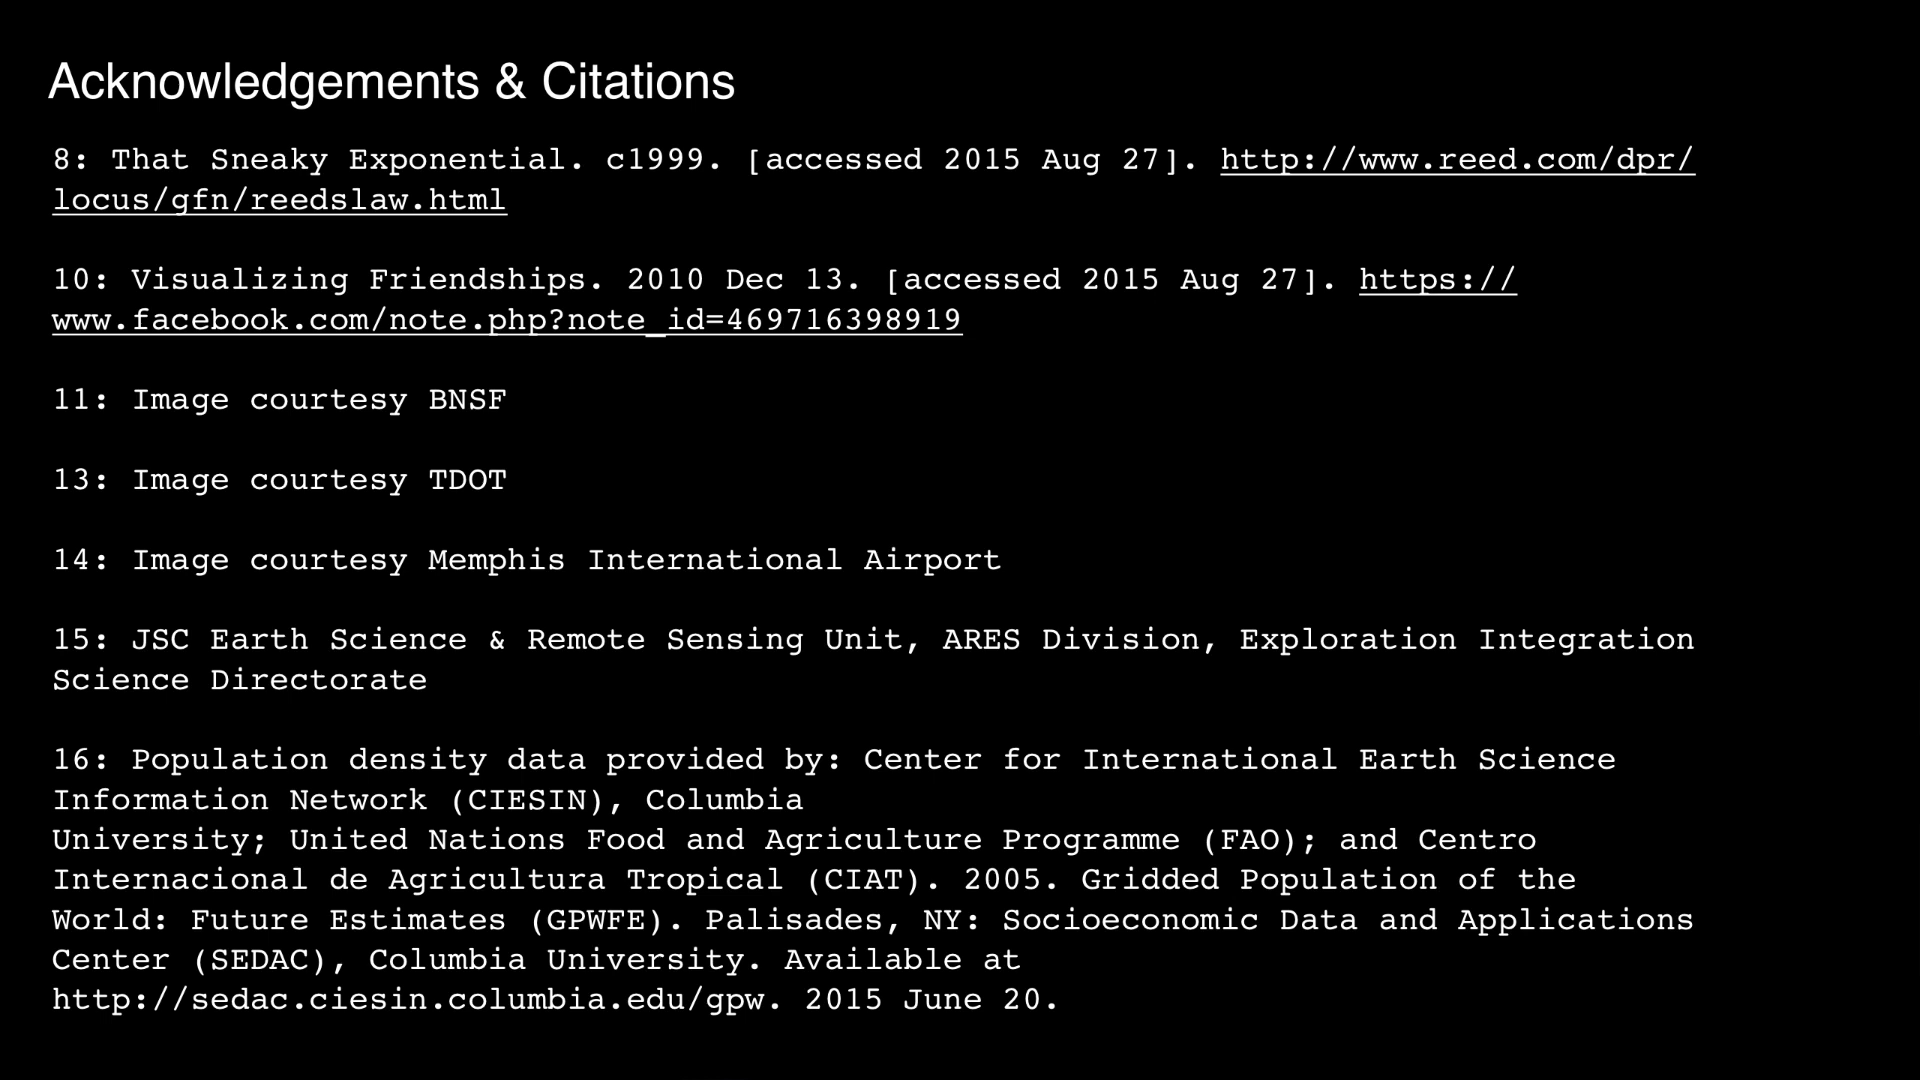 Acknowledgements & Citations
8: That Sneaky Exponential. c1999. [accessed 2015 Aug 27]. http://www.reed.com/dpr/
locus/gfn/reedslaw.html
10: Visualizing Friendships. 2010 Dec 13. [accessed 2015 Aug 27]. https://
www.facebook.com/note.php?note_id=469716398919
11: Image courtesy BNSF
13: Image courtesy TDOT
14: Image courtesy Memphis International Airport
15: JSC Earth Science & Remote Sensing Unit, ARES Division, Exploration Integration
Science Directorate
16: Population density data provided by: Center for International Earth Science
Information Network (CIESIN), Columbia
University; United Nations Food and Agriculture Programme (FAO); and Centro
Internacional de Agricultura Tropical (CIAT). 2005. Gridded Population of the
World: Future Estimates (GPWFE). Palisades, NY: Socioeconomic Data and Applications
Center (SEDAC), Columbia University. Available at
http://sedac.ciesin.columbia.edu/gpw. 2015 June 20.